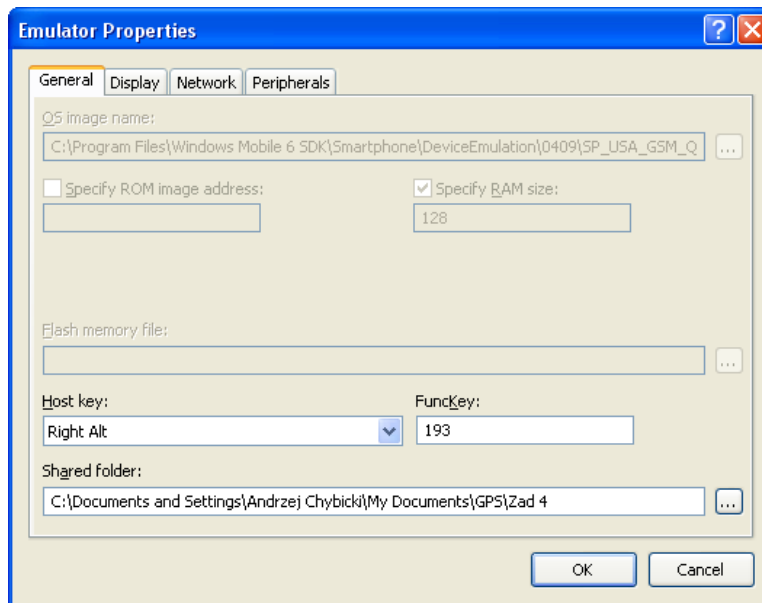 Emulator Properties
General Display Network Peripherals
OS image name:
C:\Program Files\Windows Mobile 6 SDK\Smartphone\DeviceEmulation\0409\SP_USA_GSM_Q
...
Specify ROM image address: Specify RAM size:
128
Flash memory file:
...
Host key: FuncKey:
Right Alt 193
Shared folder:
C:\Documents and Settings\Andrzej Chybicki\My Documents\GPS\Zad 4
...
OK Cancel